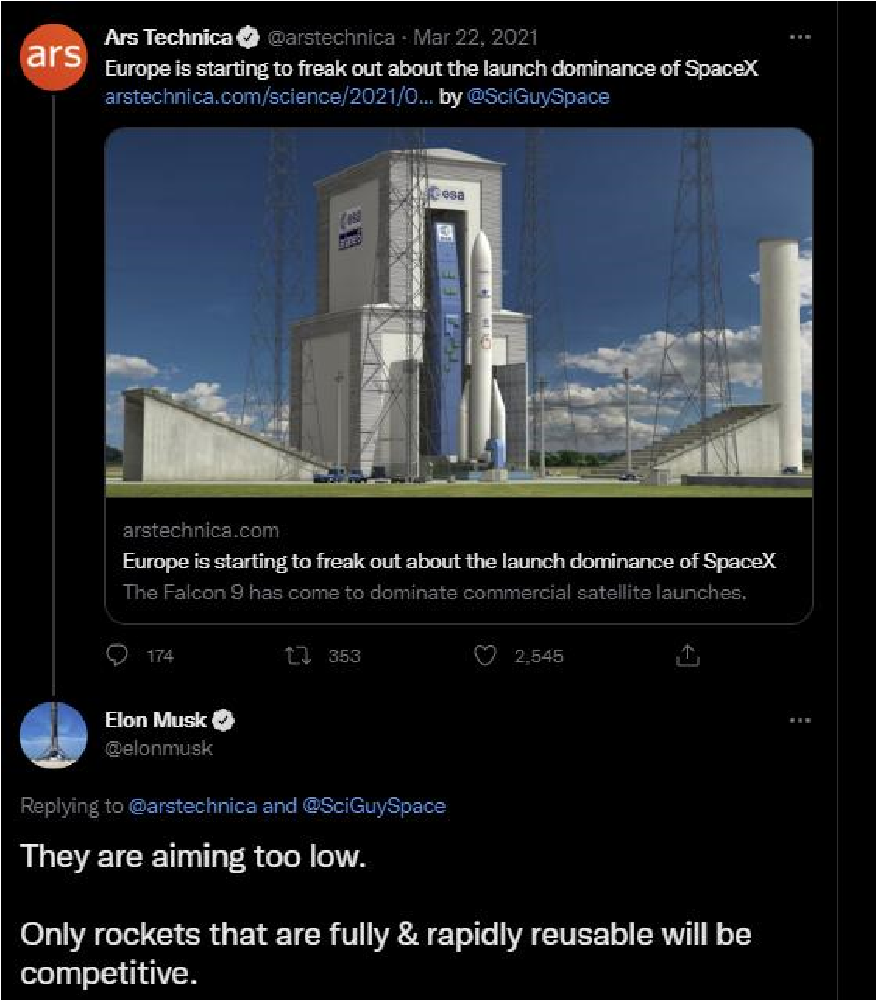 ars
Ars Technica @arstechnica · Mar 22, 2021
Europe is starting to freak out about the launch dominance of SpaceX
arstechnica.com/science/2021/0... by @SciGuySpace
esa
esa
arstechnica.com
Europe is starting to freak out about the launch dominance of SpaceX
The Falcon 9 has come to dominate commercial satellite launches.
174 353 2,545
Elon Musk
@elonmusk
Replying to @arstechnica and @SciGuySpace
They are aiming too low.
Only rockets that are fully & rapidly reusable will be
competitive.